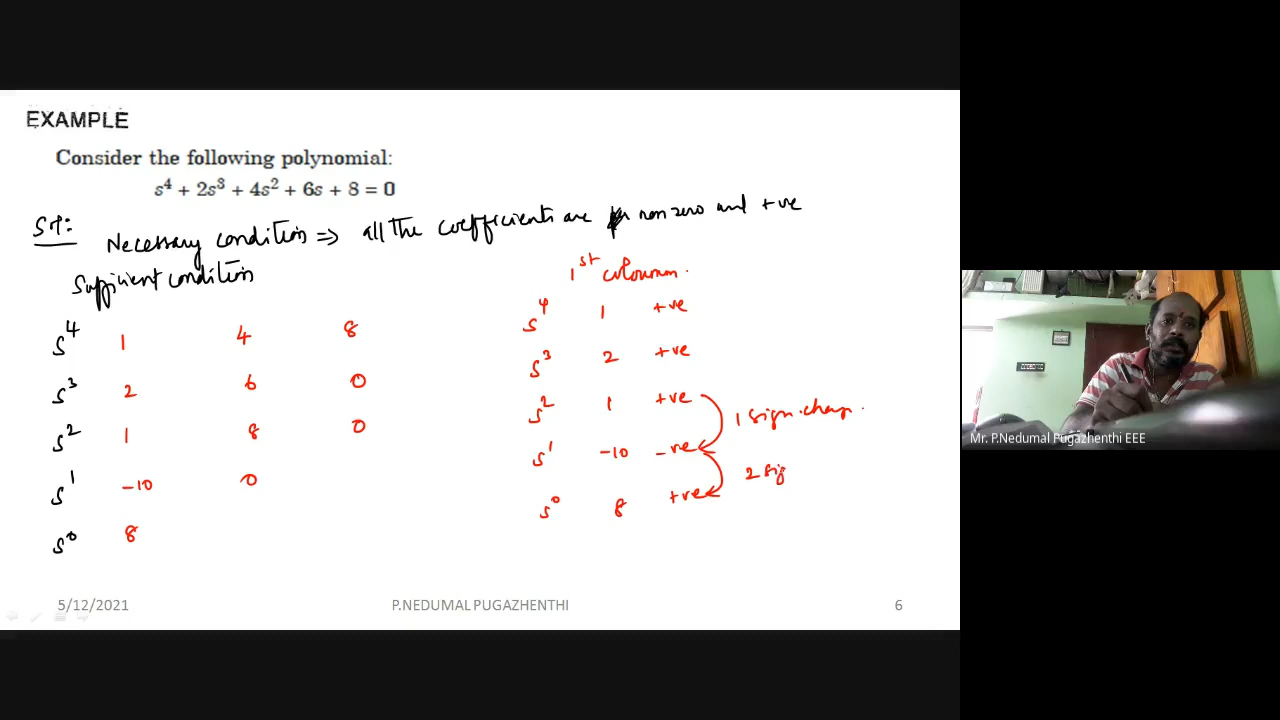 EXAMPLE
Consider the following polynomial:
s⁴ + 2s³ + 4s² + 6s + 8 = 0
Necessary condition ⇒ all the coefficients are non zero and +ve
Sufficient condition
s⁴ 1 4 8
s³ 2 6 0
s² 1 8 0
s¹ -10 0
s⁰ 8
1st
s⁴ 1 +ve
s³ 2 +ve
s² 1 +ve
1 sign
s¹ -10 -ve
2 sig
s⁰ 8 +ve
Mr. P.Nedumal Pugazhenthi EEE
5/12/2021
P.NEDUMAL PUGAZHENTHI
6